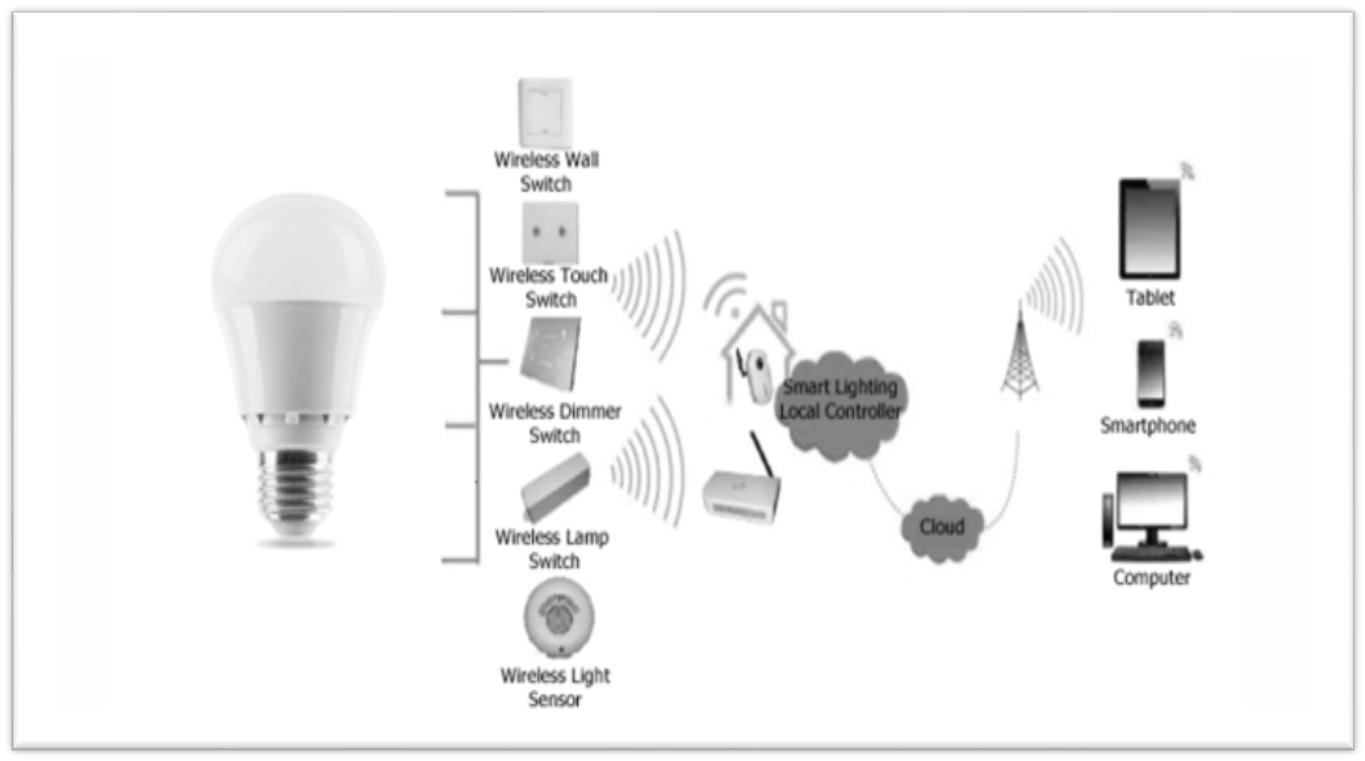 Wireless Wall
Switch
Wireless Touch
Switch
Wireless Dimmer
Switch
Wireless Lamp
Switch
Wireless Light
Sensor
Smart Lighting
Local Controller
Cloud
Tablet
Smartphone
Computer